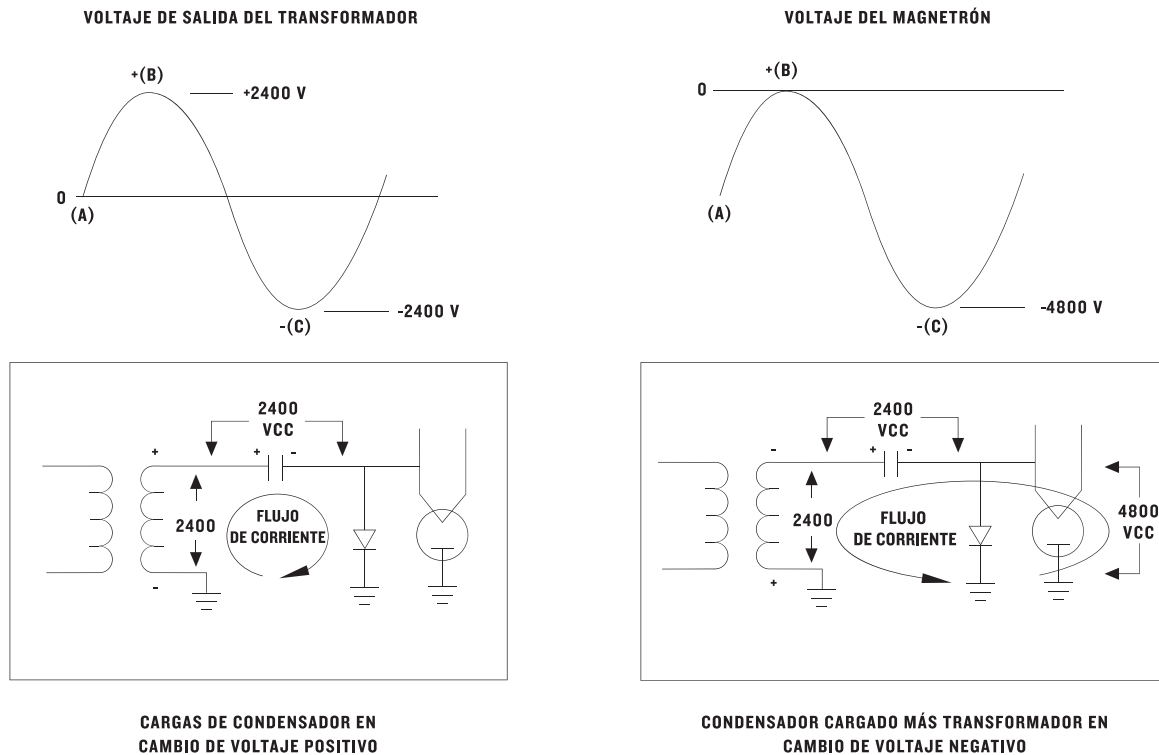 VOLTAJE DE SALIDA DEL TRANSFORMADOR
+(B)
+2400 V
0
(A)
-2400 V
-(C)
VOLTAJE DEL MAGNETRÓN
+(B)
0
(A)
-4800 V
-(C)
2400
VCC
+
+ -
2400
FLUJO
DE CORRIENTE
-
CARGAS DE CONDENSADOR EN
CAMBIO DE VOLTAJE POSITIVO
2400
VCC
-
+ -
2400
FLUJO
DE CORRIENTE
4800
VCC
+
CONDENSADOR CARGADO MÁS TRANSFORMADOR EN
CAMBIO DE VOLTAJE NEGATIVO